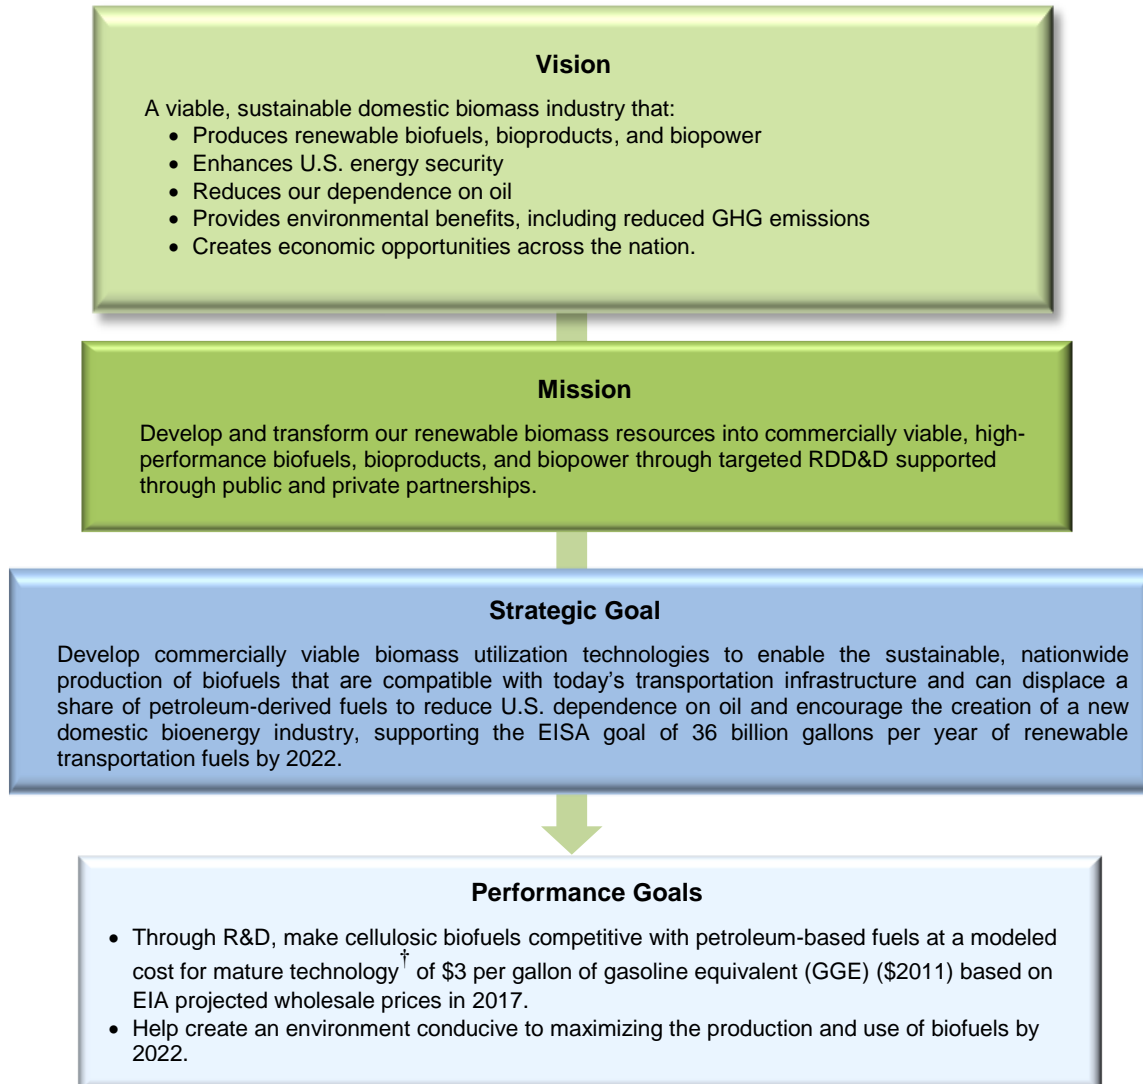 Vision
A viable, sustainable domestic biomass industry that:
• Produces renewable biofuels, bioproducts, and biopower
• Enhances U.S. energy security
• Reduces our dependence on oil
• Provides environmental benefits, including reduced GHG emissions
• Creates economic opportunities across the nation.
Mission
Develop and transform our renewable biomass resources into commercially viable, high-
performance biofuels, bioproducts, and biopower through targeted RDD&D supported
through public and private partnerships.
Strategic Goal
Develop commercially viable biomass utilization technologies to enable the sustainable, nationwide
production of biofuels that are compatible with today’s transportation infrastructure and can displace a
share of petroleum-derived fuels to reduce U.S. dependence on oil and encourage the creation of a new
domestic bioenergy industry, supporting the EISA goal of 36 billion gallons per year of renewable
transportation fuels by 2022.
Performance Goals
• Through R&D, make cellulosic biofuels competitive with petroleum-based fuels at a modeled
cost for mature technology† of $3 per gallon of gasoline equivalent (GGE) ($2011) based on
EIA projected wholesale prices in 2017.
• Help create an environment conducive to maximizing the production and use of biofuels by
2022.